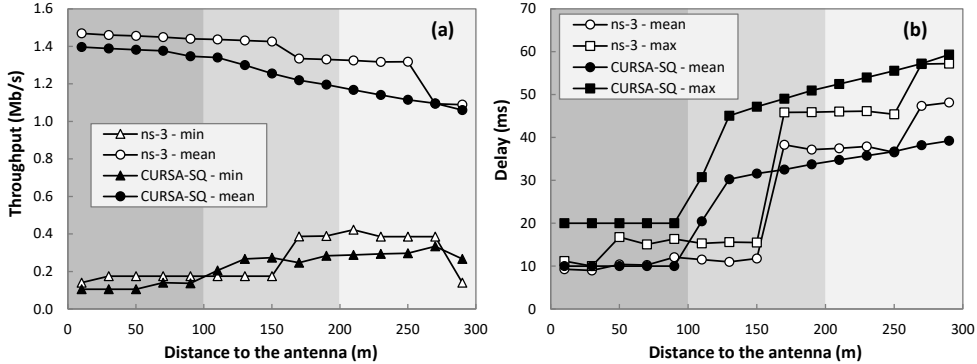 1.6
1.4
1.2
1.0
0.8
0.6
0.4
0.2
0.0
Throughput (Mb/s)
(a)
ns-3 - min
ns-3 - mean
CURSA-SQ - min
CURSA-SQ - mean
0
50
100
150
200
250
300
Distance to the antenna (m)
70
60
50
40
30
20
10
0
Delay (ms)
(b)
ns-3 - mean
ns-3 - max
CURSA-SQ - mean
CURSA-SQ - max
0
50
100
150
200
250
300
Distance to the antenna (m)